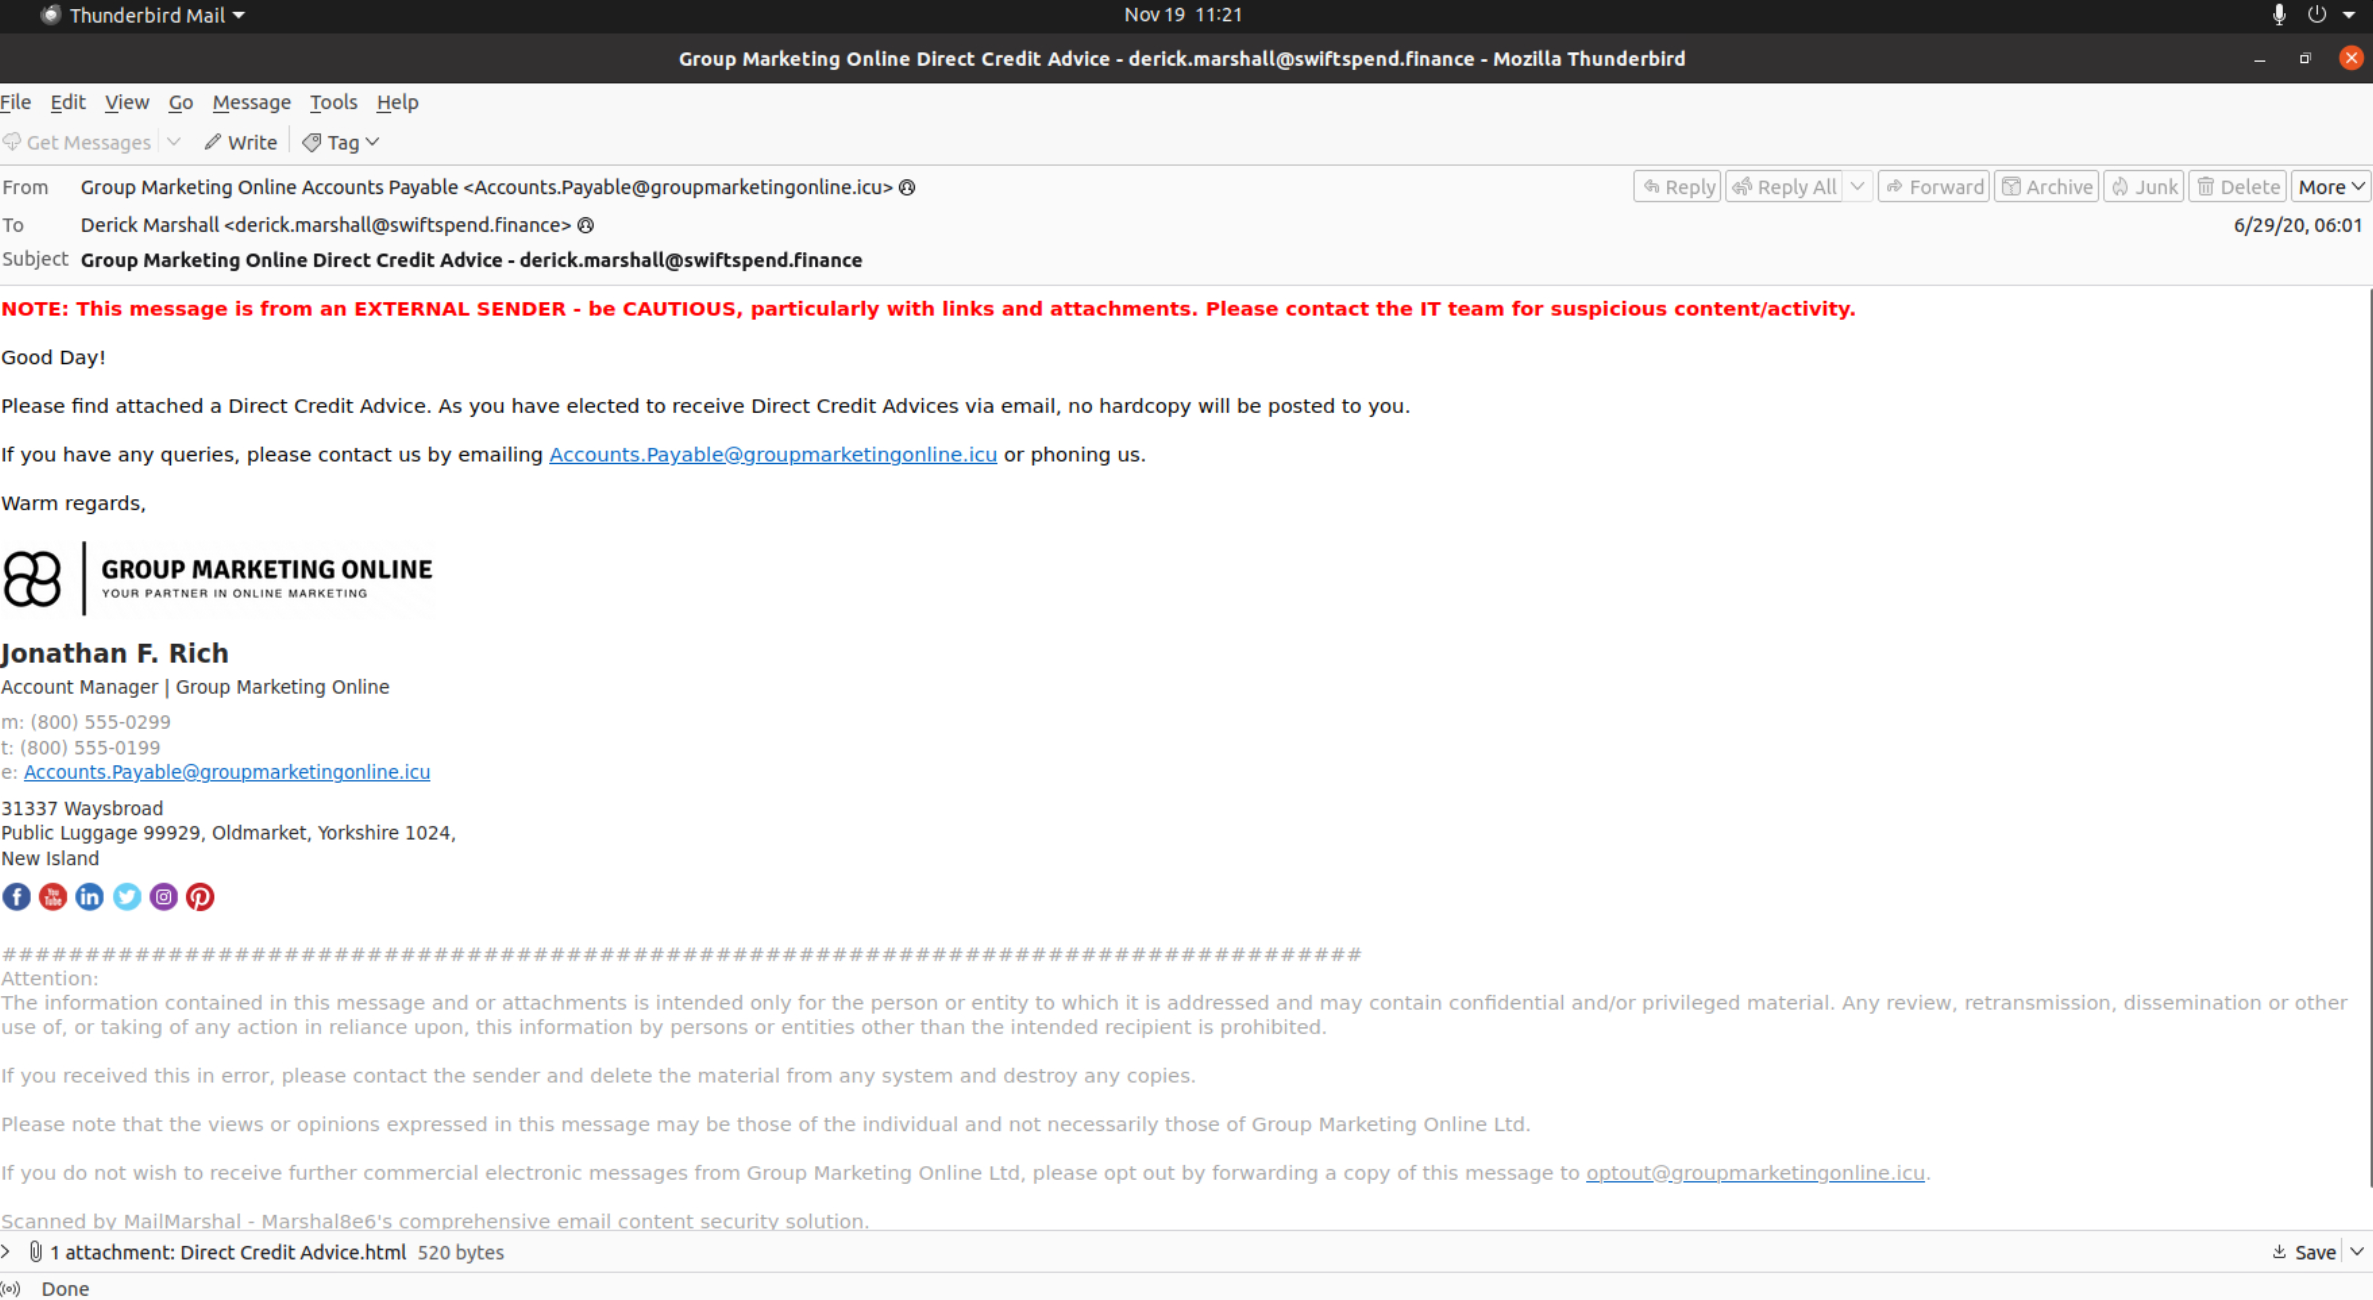 Thunderbird Mail
Nov 19 11:21
Group Marketing Online Direct Credit Advice - derick.marshall@swiftspend.finance - Mozilla Thunderbird
File Edit View Go Message Tools Help
Get Messages Write Tag
From Group Marketing Online Accounts Payable <Accounts.Payable@groupmarketingonline.icu>
Reply Reply All Forward Archive Junk Delete More
To Derick Marshall <derick.marshall@swiftspend.finance>
6/29/20, 06:01
Subject Group Marketing Online Direct Credit Advice - derick.marshall@swiftspend.finance
NOTE: This message is from an EXTERNAL SENDER - be CAUTIOUS, particularly with links and attachments. Please contact the IT team for suspicious content/activity.
Good Day!
Please find attached a Direct Credit Advice. As you have elected to receive Direct Credit Advices via email, no hardcopy will be posted to you.
If you have any queries, please contact us by emailing Accounts.Payable@groupmarketingonline.icu or phoning us.
Warm regards,
GROUP MARKETING ONLINE
YOUR PARTNER IN ONLINE MARKETING
Jonathan F. Rich
Account Manager | Group Marketing Online
m: (800) 555-0299
t: (800) 555-0199
e: Accounts.Payable@groupmarketingonline.icu
31337 Waysbroad
Public Luggage 99929, Oldmarket, Yorkshire 1024,
New Island
f You Tube in
##################################################################################
Attention:
The information contained in this message and or attachments is intended only for the person or entity to which it is addressed and may contain confidential and/or privileged material. Any review, retransmission, dissemination or other
use of, or taking of any action in reliance upon, this information by persons or entities other than the intended recipient is prohibited.
If you received this in error, please contact the sender and delete the material from any system and destroy any copies.
Please note that the views or opinions expressed in this message may be those of the individual and not necessarily those of Group Marketing Online Ltd.
If you do not wish to receive further commercial electronic messages from Group Marketing Online Ltd, please opt out by forwarding a copy of this message to optout@groupmarketingonline.icu.
Scanned by MailMarshal - Marshal8e6's comprehensive email content security solution.
1 attachment: Direct Credit Advice.html 520 bytes
Save
Done